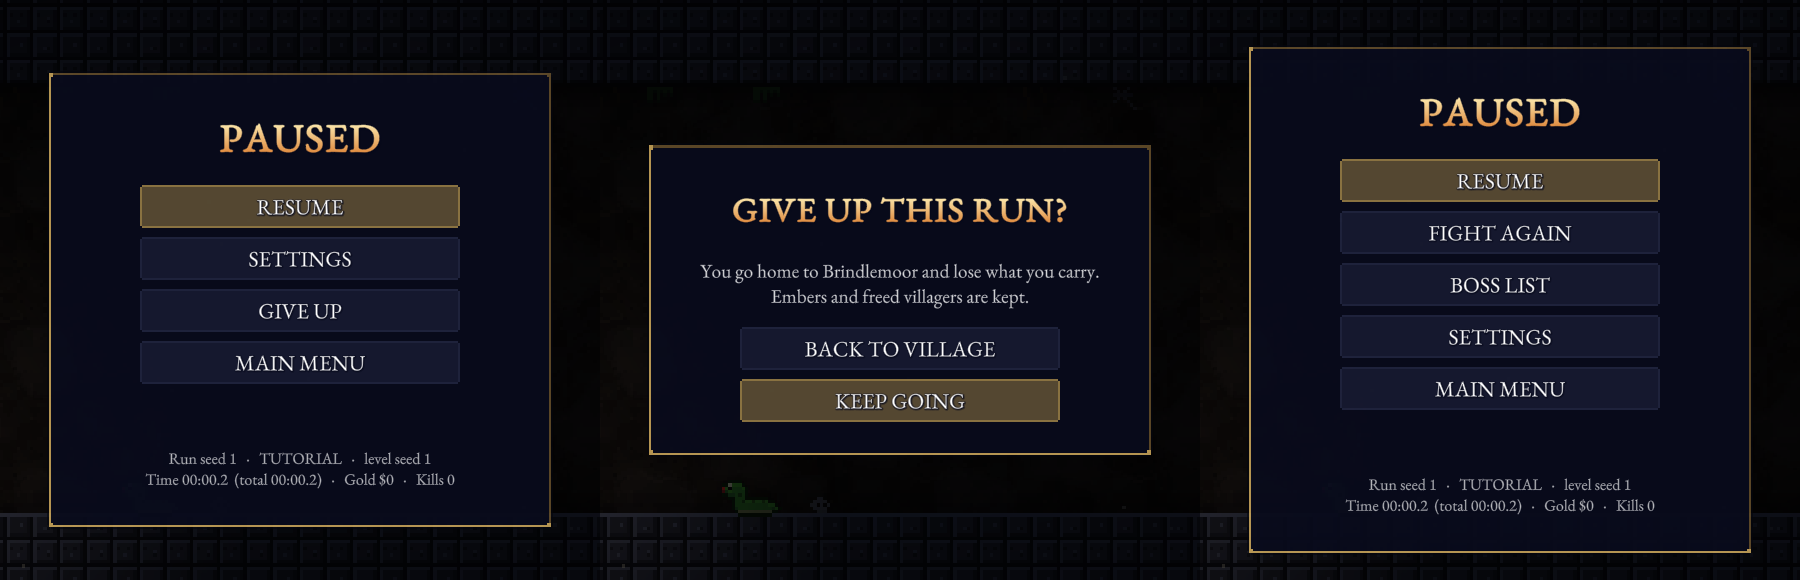 PAUSED
RESUME
SETTINGS
GIVE UP
MAIN MENU
Run seed 1 · TUTORIAL · level seed 1
Time 00:00.2 (total 00:00.2) · Gold $0 · Kills 0
GIVE UP THIS RUN?
You go home to Brindlemoor and lose what you carry.
Embers and freed villagers are kept.
BACK TO VILLAGE
KEEP GOING
PAUSED
RESUME
FIGHT AGAIN
BOSS LIST
SETTINGS
MAIN MENU
Run seed 1 · TUTORIAL · level seed 1
Time 00:00.2 (total 00:00.2) · Gold $0 · Kills 0